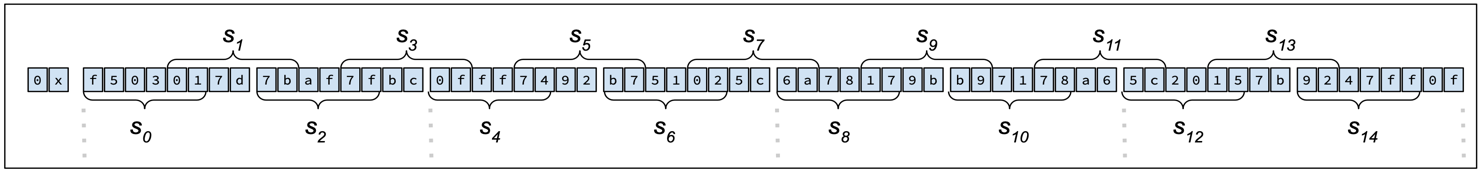 s1 s3 s5 s7 s9 s11 s13
0x f503017d 7baf7fbc 0fff7492 b751025c 6a78179b b97178a6 5c20157b 9247ff0f
s0 s2 s4 s6 s8 s10 s12 s14